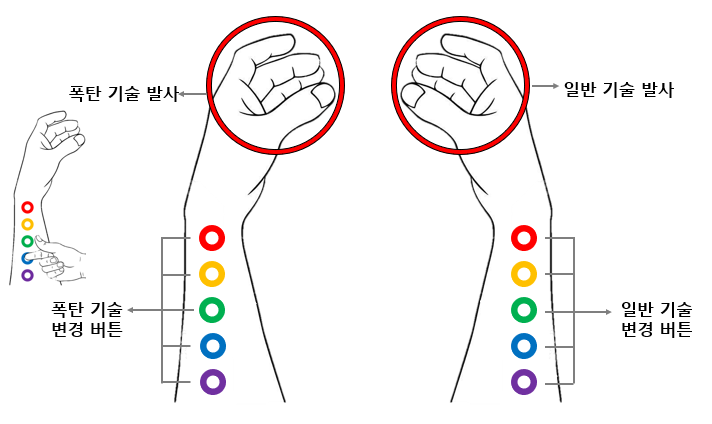 폭탄 기술 발사
일반 기술 발사
폭탄 기술
변경 버튼
일반 기술
변경 버튼